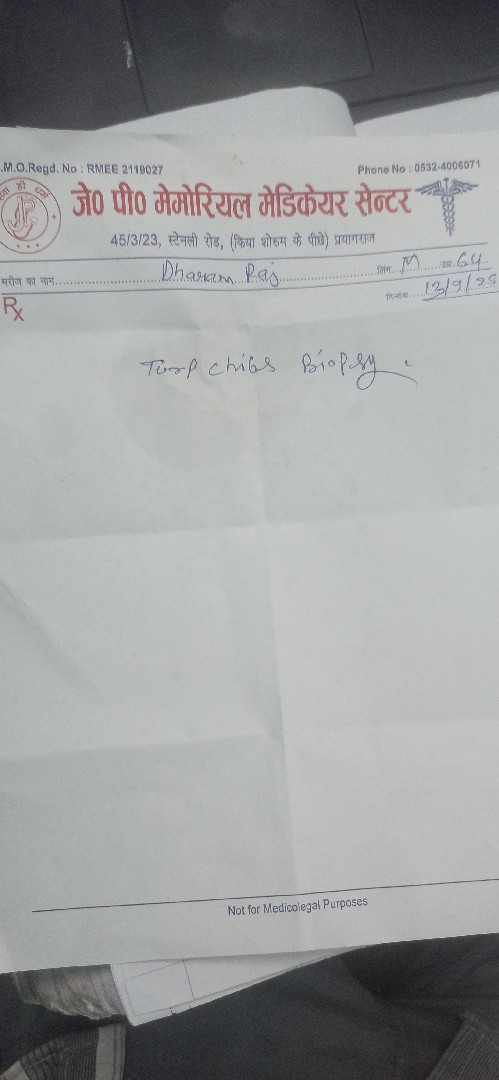 .M.O.Regd. No : RMEE 2119027
Phone No : 0532-4006071
जे० पी० मेमोरियल मेडिकेयर सेन्टर
45/3/23, स्टेनली रोड, (किया शोरुम के पीछे) प्रयागराज
मरीज का नाम Dharam Raj लिंग M उम्र 64
दिनांक 13/9/25
Rx
Turp chips Biopsy
Not for Medicolegal Purposes